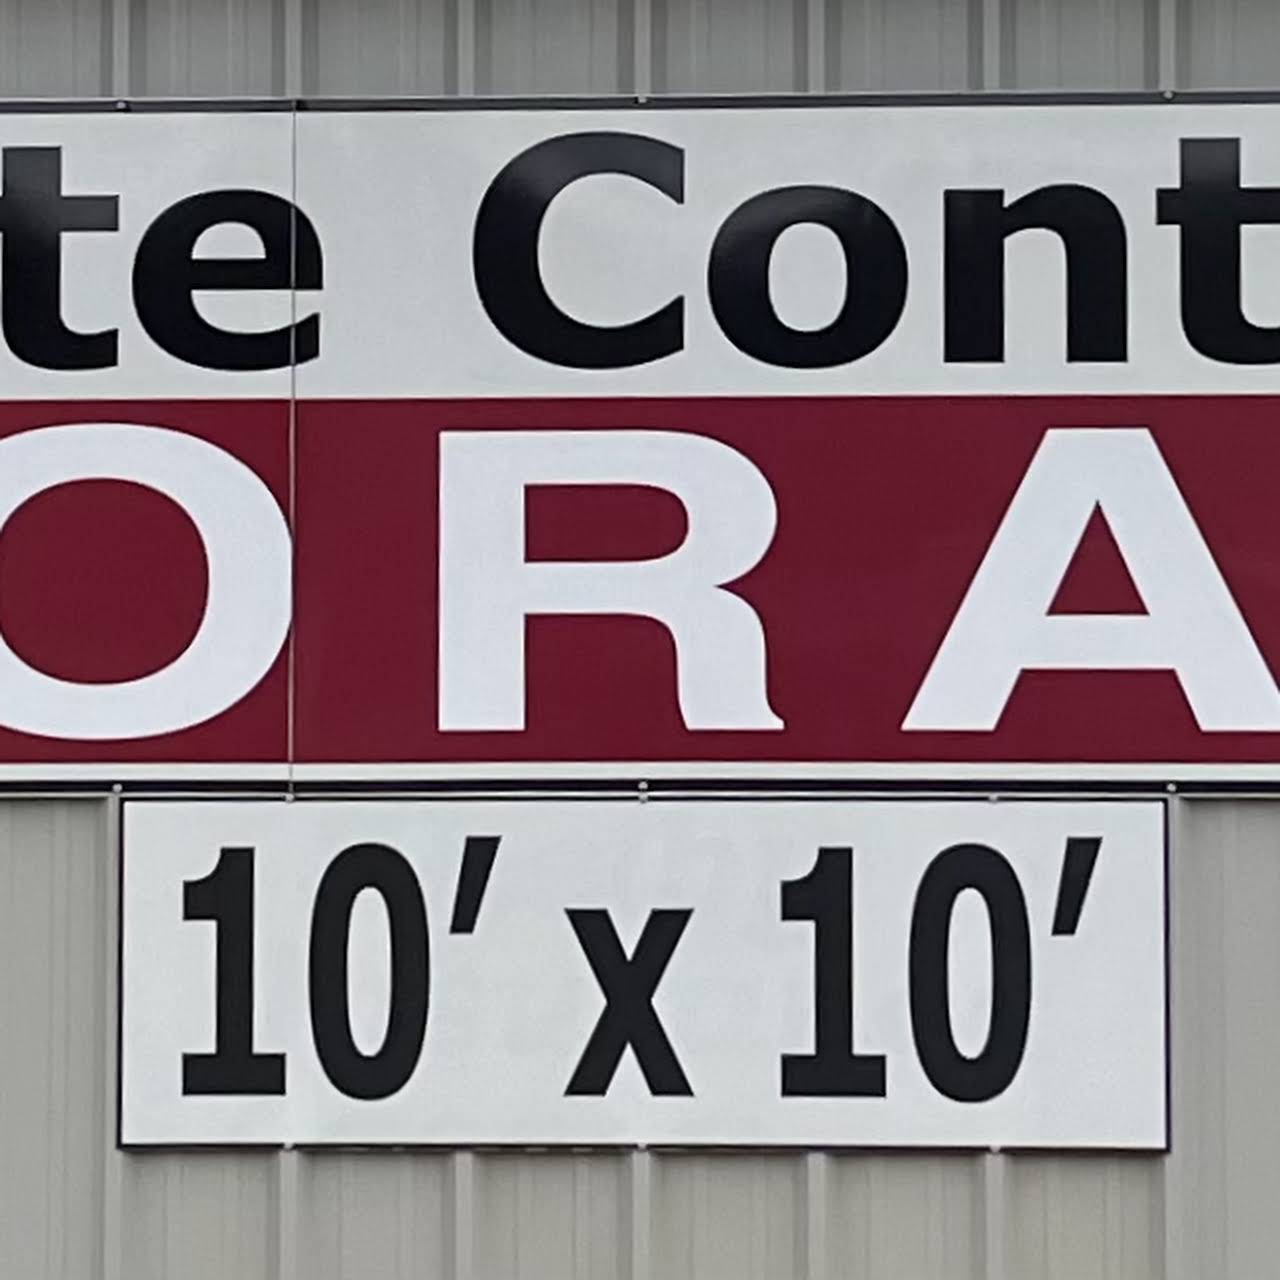 te Cont
ORA
10' x 10'